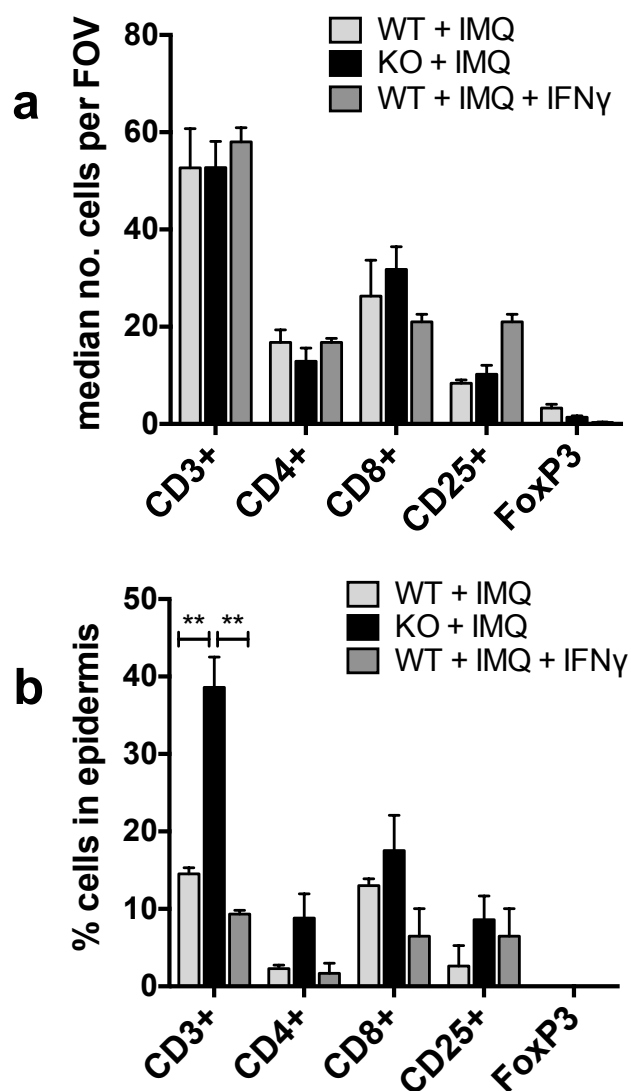 a
median no. cells per FOV
80
60
40
20
0
WT + IMQ
KO + IMQ
WT + IMQ + IFNγ
CD3+
CD4+
CD8+
CD25+
FoxP3
b
% cells in epidermis
50
40
30
20
10
0
** **
WT + IMQ
KO + IMQ
WT + IMQ + IFNγ
CD3+
CD4+
CD8+
CD25+
FoxP3